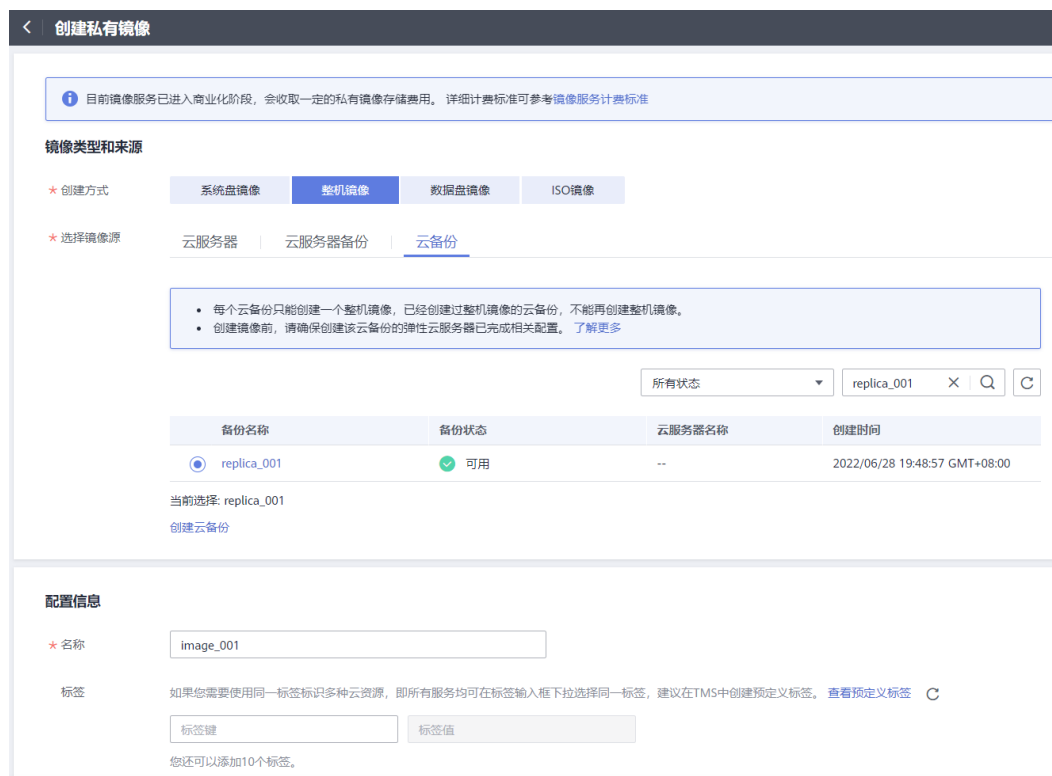 创建私有镜像
目前镜像服务已进入商业化阶段，会收取一定的私有镜像存储费用。 详细计费标准可参考镜像服务计费标准
镜像类型和来源
* 创建方式 系统盘镜像 整机镜像 数据盘镜像 ISO镜像
* 选择镜像源 云服务器 云服务器备份 云备份
• 每个云备份只能创建一个整机镜像，已经创建过整机镜像的云备份，不能再创建整机镜像。
• 创建镜像前，请确保创建该云备份的弹性云服务器已完成相关配置。 了解更多
所有状态 replica_001
备份名称 备份状态 云服务器名称 创建时间
replica_001 可用 -- 2022/06/28 19:48:57 GMT+08:00
当前选择: replica_001
创建云备份
配置信息
* 名称 image_001
标签 如果您需要使用同一标签标识多种云资源，即所有服务均可在标签输入框下拉选择同一标签，建议在TMS中创建预定义标签。 查看预定义标签
标签键 标签值
您还可以添加10个标签。